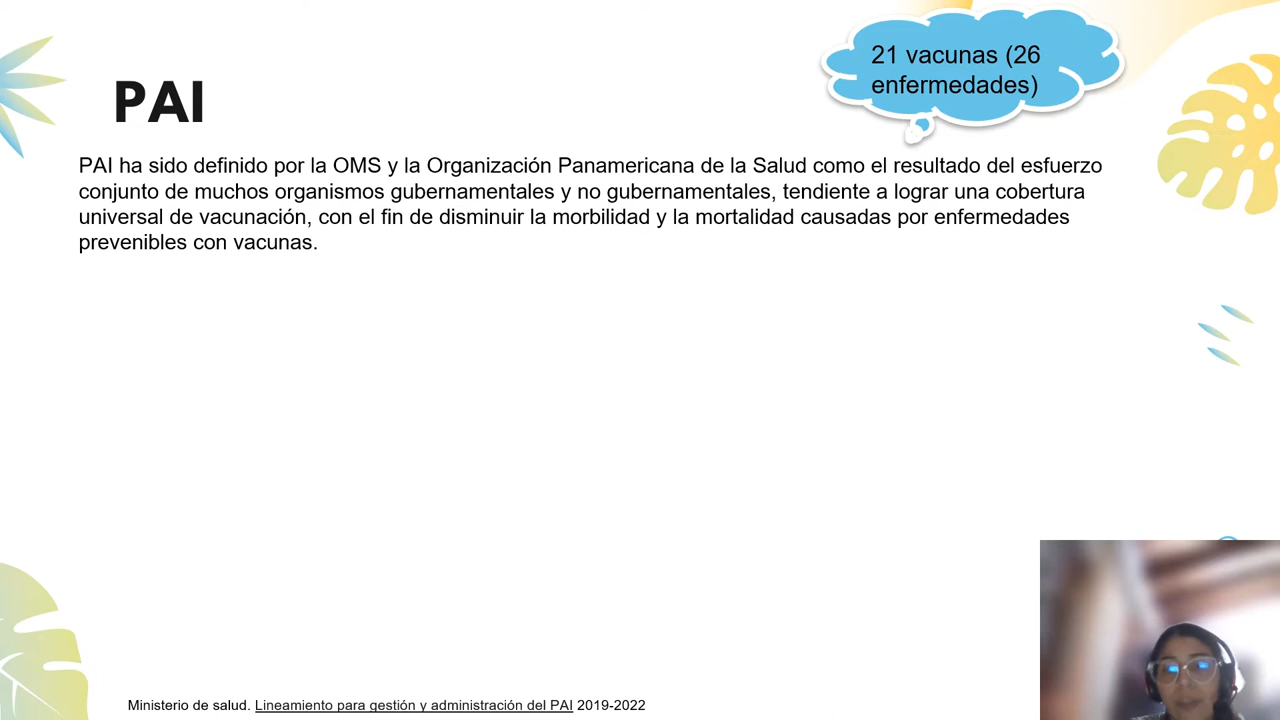 21 vacunas (26
enfermedades)
PAI
PAI ha sido definido por la OMS y la Organización Panamericana de la Salud como el resultado del esfuerzo
conjunto de muchos organismos gubernamentales y no gubernamentales, tendiente a lograr una cobertura
universal de vacunación, con el fin de disminuir la morbilidad y la mortalidad causadas por enfermedades
prevenibles con vacunas.
Ministerio de salud. Lineamiento para gestión y administración del PAI 2019-2022